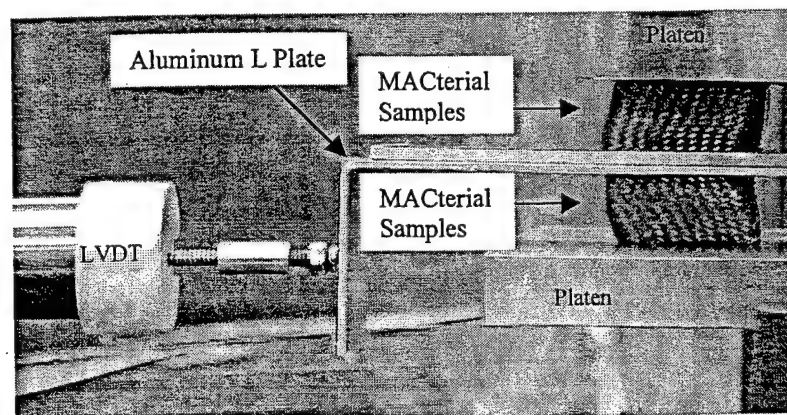 Platen
Aluminum L Plate
MACterial
Samples
MACterial
Samples
LVDT
Platen